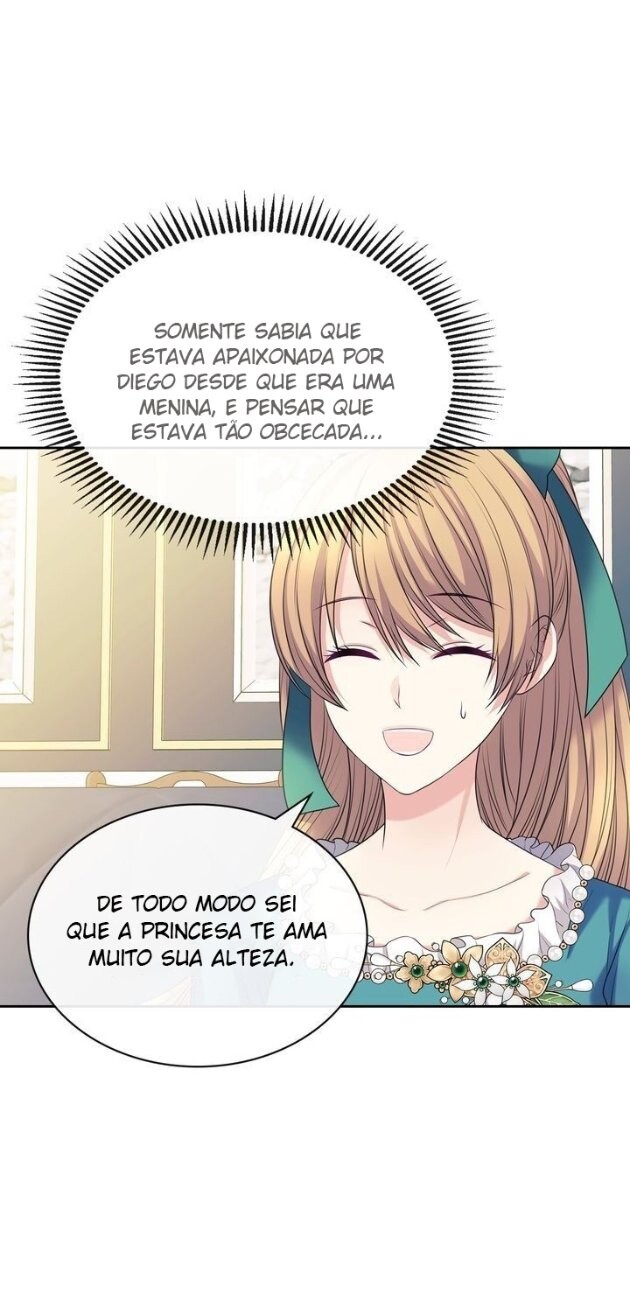 SOMENTE SABIA QUE
ESTAVA APAIXONADA POR
DIEGO DESDE QUE ERA UMA
MENINA, E PENSAR QUE
ESTAVA TÃO OBCECADA...
DE TODO MODO SEI
QUE A PRINCESA TE AMA
MUITO SUA ALTEZA.